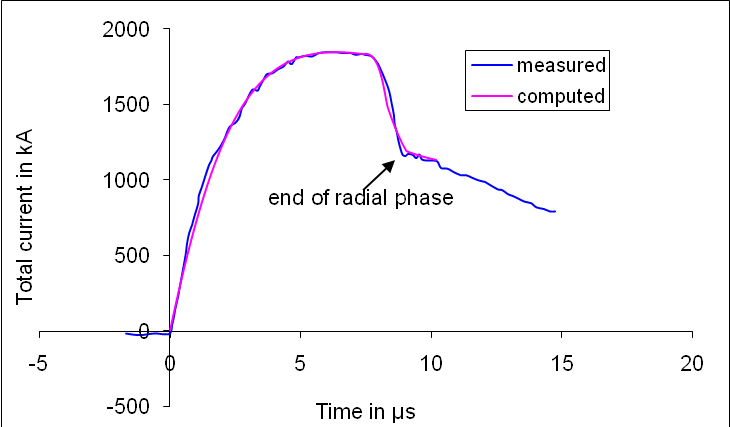 2000
1500
1000
500
0
-500
-5
0
5
10
15
20
Total current in kA
Time in µs
measured
computed
end of radial phase